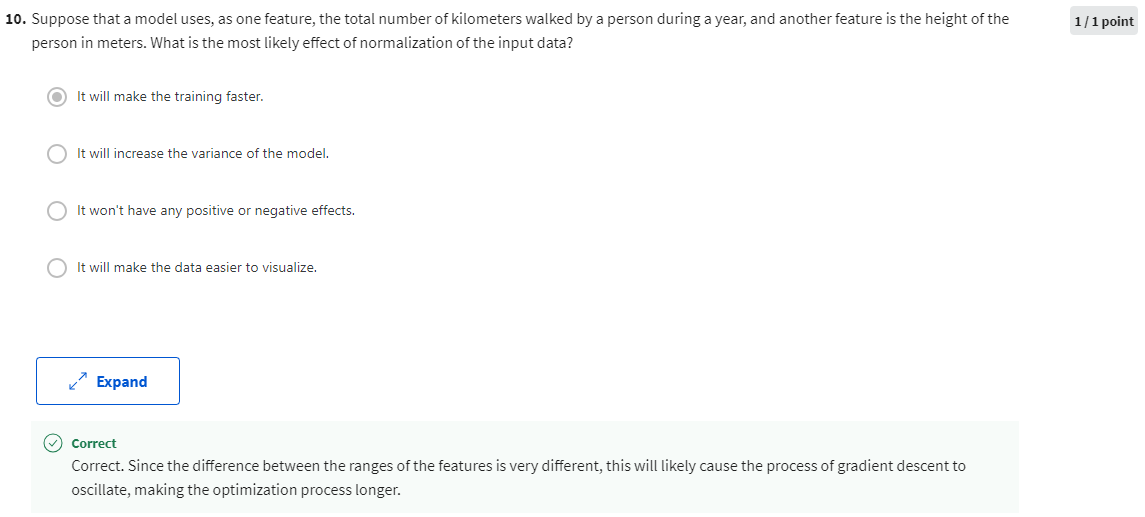 10. Suppose that a model uses, as one feature, the total number of kilometers walked by a person during a year, and another feature is the height of the
person in meters. What is the most likely effect of normalization of the input data?
1 / 1 point
It will make the training faster.
It will increase the variance of the model.
It won't have any positive or negative effects.
It will make the data easier to visualize.
Expand
Correct
Correct. Since the difference between the ranges of the features is very different, this will likely cause the process of gradient descent to
oscillate, making the optimization process longer.